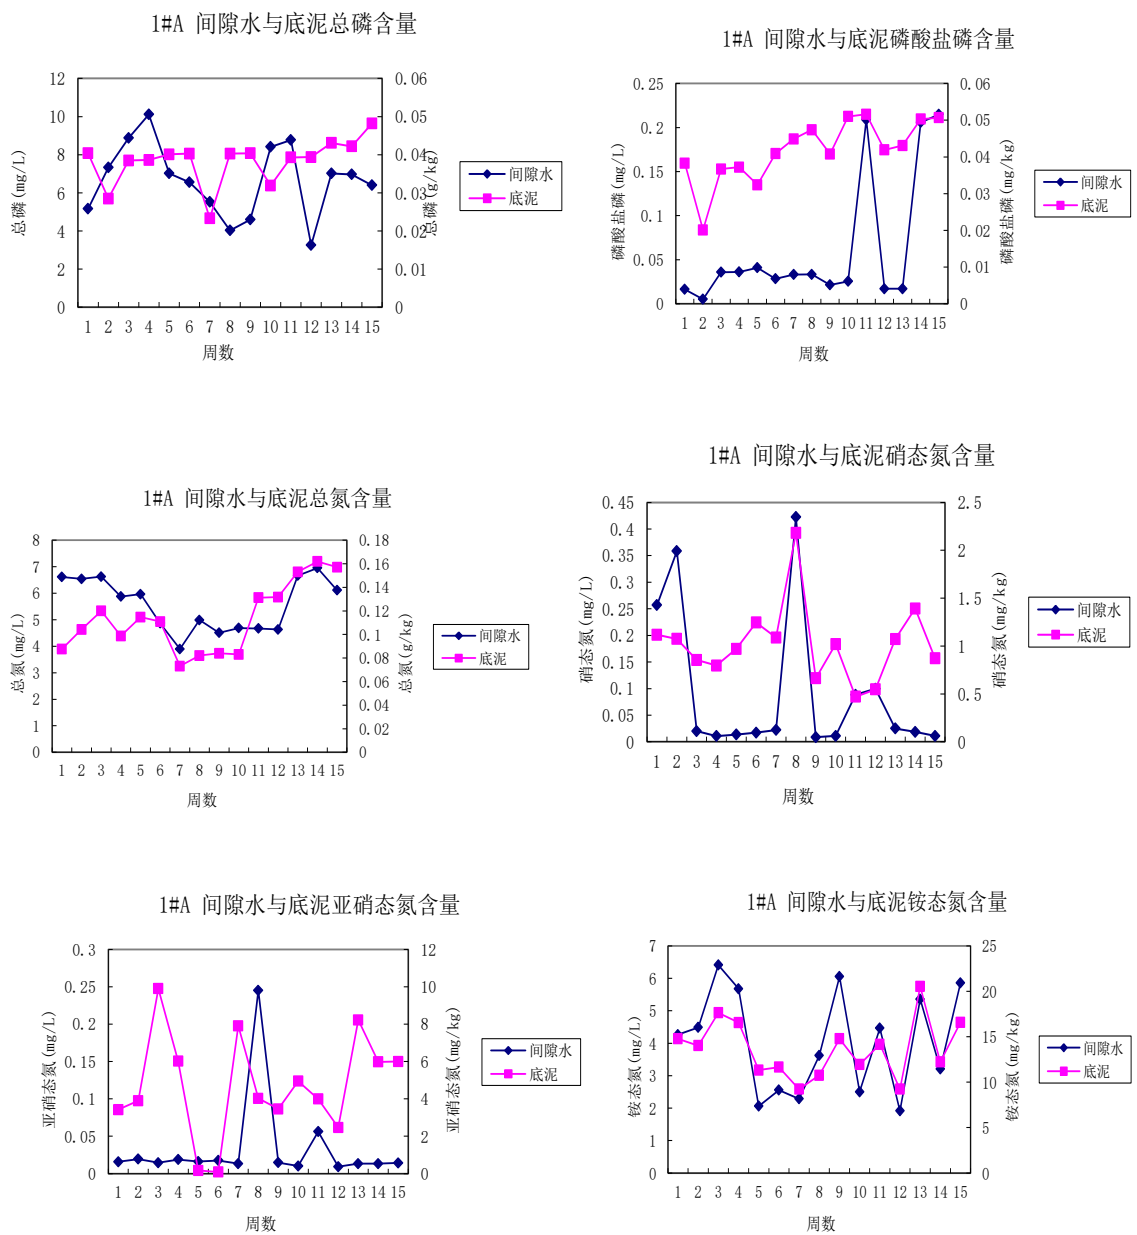 1#A 间隙水与底泥总磷含量
总磷(mg/L)
12
10
8
6
4
2
0
0.06
0.05
0.04
0.03
0.02
0.01
0
总磷(g/kg)
1 2 3 4 5 6 7 8 9 10 11 12 13 14 15
周数
间隙水
底泥
1#A 间隙水与底泥磷酸盐磷含量
磷酸盐磷(mg/L)
0.25
0.2
0.15
0.1
0.05
0
0.06
0.05
0.04
0.03
0.02
0.01
0
磷酸盐磷(mg/kg)
1 2 3 4 5 6 7 8 9 10 11 12 13 14 15
周数
间隙水
底泥
1#A 间隙水与底泥总氮含量
总氮(mg/L)
8
7
6
5
4
3
2
1
0
0.18
0.16
0.14
0.12
0.1
0.08
0.06
0.04
0.02
0
总氮(g/kg)
1 2 3 4 5 6 7 8 9 10 11 12 13 14 15
周数
间隙水
底泥
1#A 间隙水与底泥硝态氮含量
硝态氮(mg/L)
0.45
0.4
0.35
0.3
0.25
0.2
0.15
0.1
0.05
0
2.5
2
1.5
1
0.5
0
硝态氮(mg/kg)
1 2 3 4 5 6 7 8 9 10 11 12 13 14 15
周数
间隙水
底泥
1#A 间隙水与底泥亚硝态氮含量
亚硝态氮(mg/L)
0.3
0.25
0.2
0.15
0.1
0.05
0
12
10
8
6
4
2
0
亚硝态氮(mg/kg)
1 2 3 4 5 6 7 8 9 10 11 12 13 14 15
周数
间隙水
底泥
1#A 间隙水与底泥铵态氮含量
铵态氮(mg/L)
7
6
5
4
3
2
1
0
25
20
15
10
5
0
铵态氮(mg/kg)
1 2 3 4 5 6 7 8 9 10 11 12 13 14 15
周数
间隙水
底泥